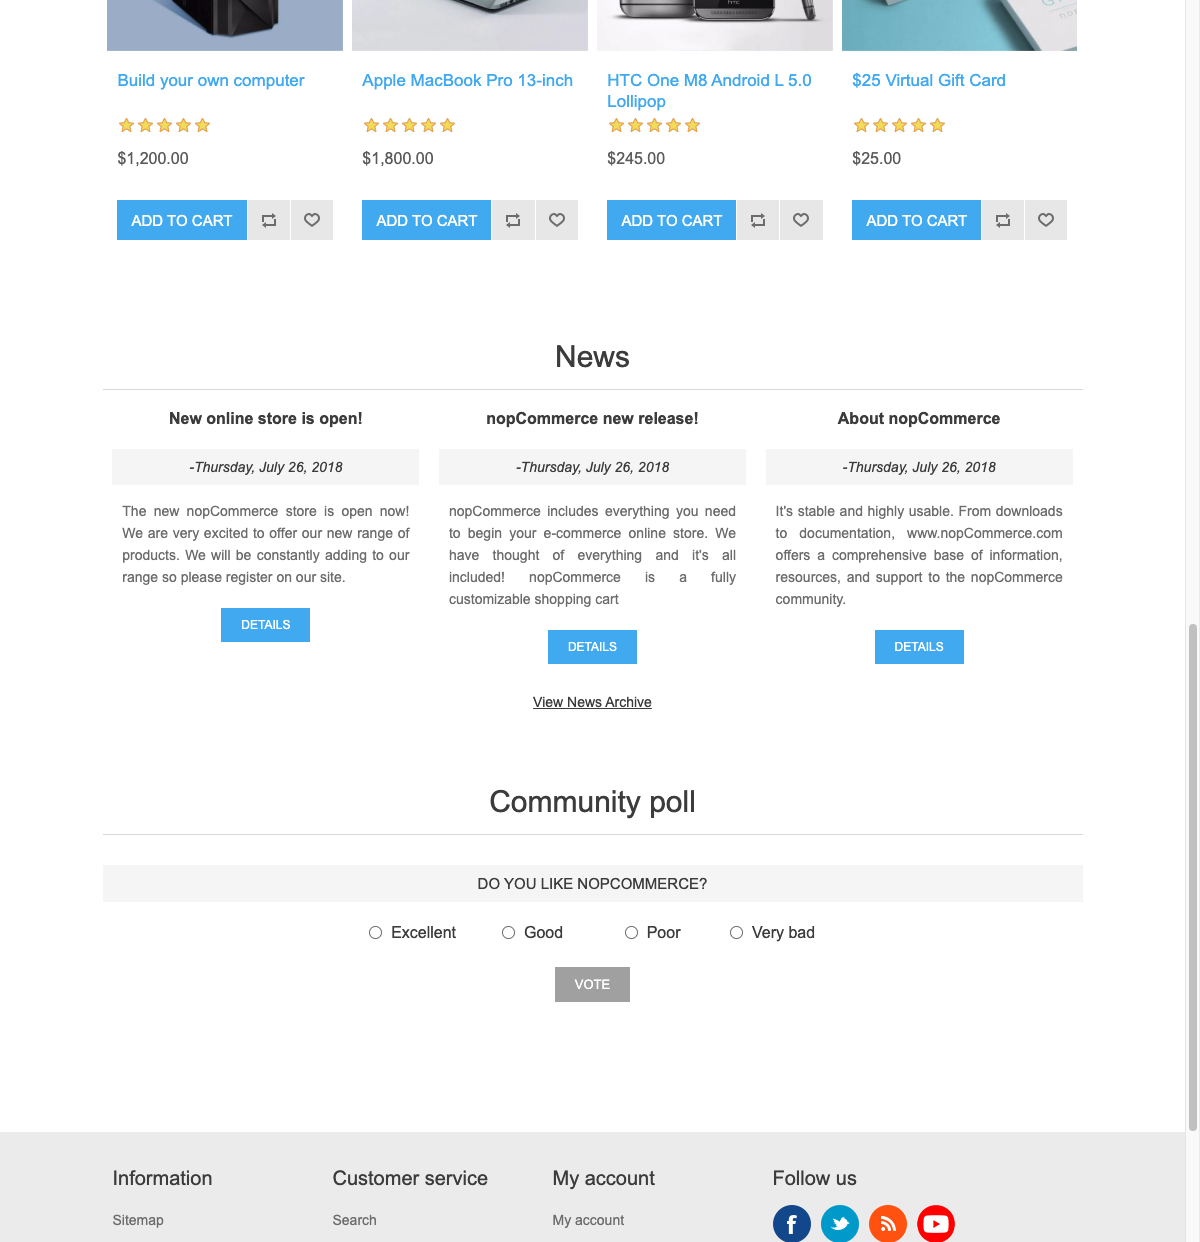 htc
Build your own computer
Apple MacBook Pro 13-inch
HTC One M8 Android L 5.0
Lollipop
$25 Virtual Gift Card
$1,200.00
$1,800.00
$245.00
$25.00
ADD TO CART
ADD TO CART
ADD TO CART
ADD TO CART
News
New online store is open!
-Thursday, July 26, 2018
The new nopCommerce store is open now!
We are very excited to offer our new range of
products. We will be constantly adding to our
range so please register on our site.
DETAILS
nopCommerce new release!
-Thursday, July 26, 2018
nopCommerce includes everything you need
to begin your e-commerce online store. We
have thought of everything and it's all
included! nopCommerce is a fully
customizable shopping cart
DETAILS
About nopCommerce
-Thursday, July 26, 2018
It's stable and highly usable. From downloads
to documentation, www.nopCommerce.com
offers a comprehensive base of information,
resources, and support to the nopCommerce
community.
DETAILS
View News Archive
Community poll
DO YOU LIKE NOPCOMMERCE?
Excellent
Good
Poor
Very bad
VOTE
Information
Sitemap
Customer service
Search
My account
My account
Follow us